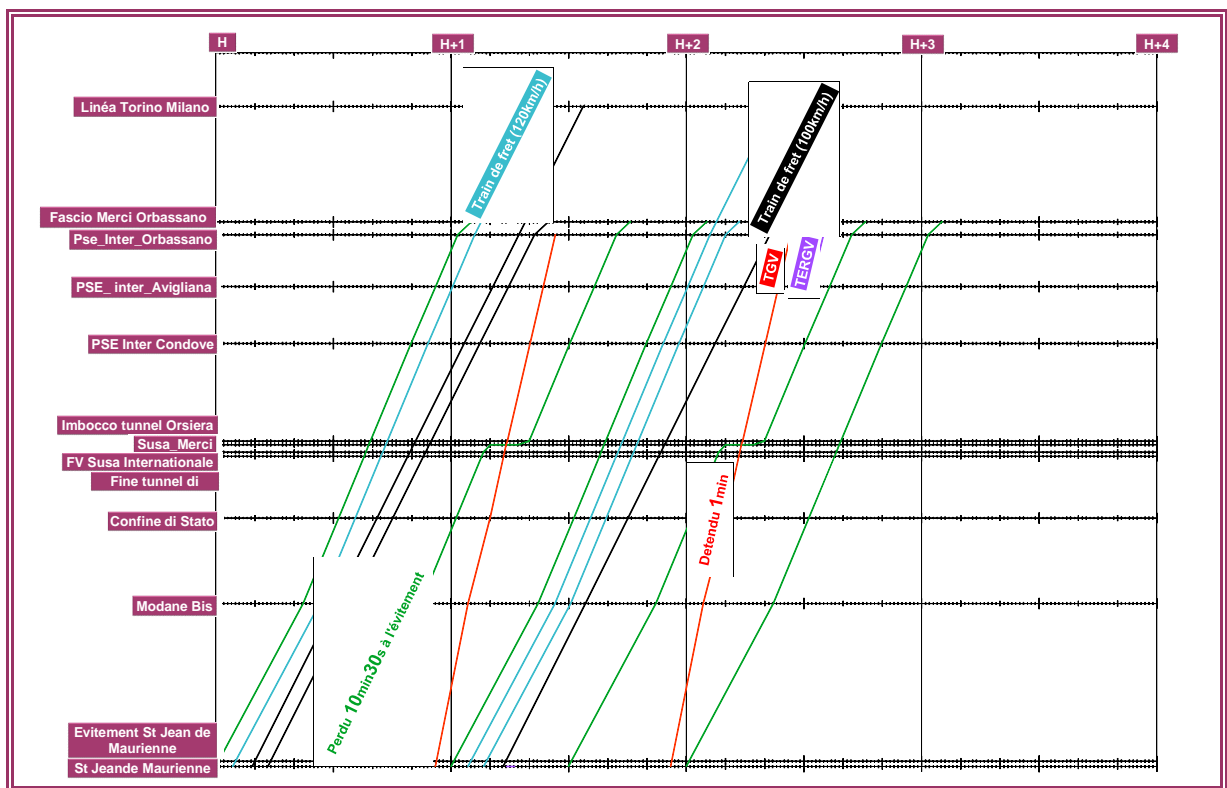 H
H+1
H+2
H+3
H+4
Linéa Torino Milano
Fascio Merci Orbassano
Pse_Inter_Orbassano
PSE_ inter_Avigliana
PSE Inter Condove
Imbocco tunnel Orsiera
Susa_Merci
FV Susa Internationale
Fine tunnel di
Confine di Stato
Modane Bis
Evitement St Jean de
Maurienne
St Jeande Maurienne
Train de fret (120km/h)
Train de fret (100km/h)
TGV
TERGV
Detendu 1min
Perdu 10min30s à l'évitement